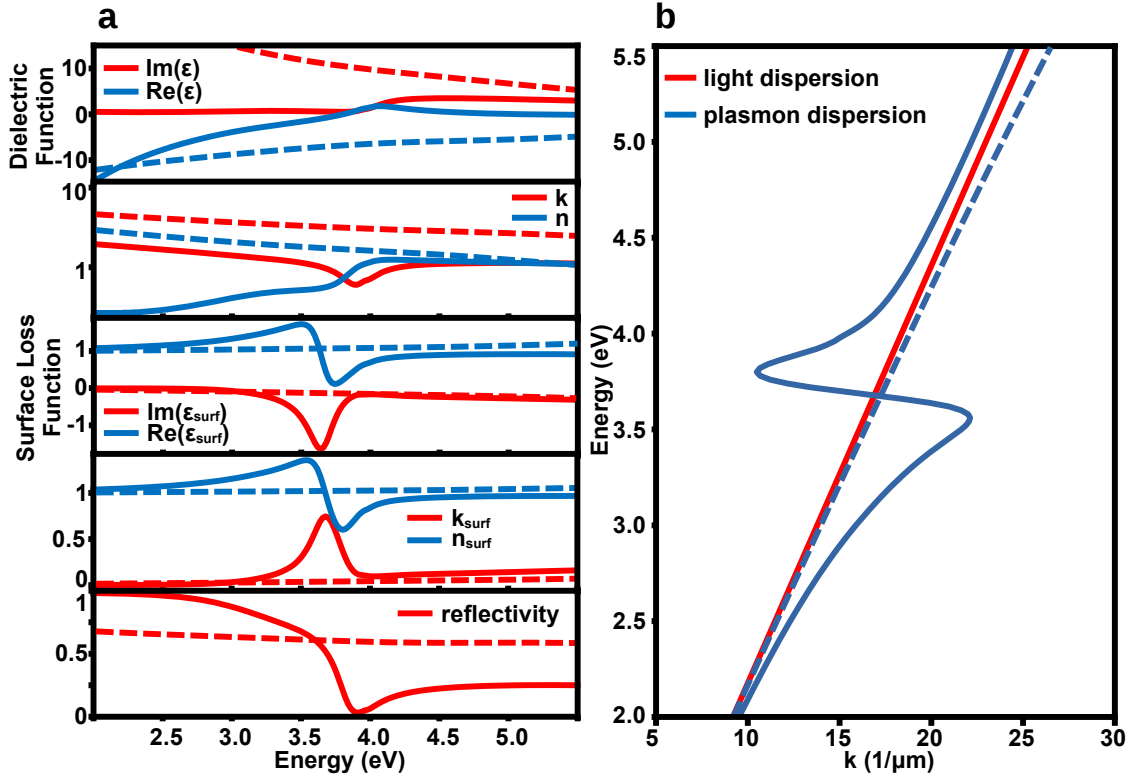 a
Dielectric
Function
10
0
-10
Im(ε)
Re(ε)
10
1
k
n
Surface Loss
Function
1
0
-1
Im(εsurf)
Re(εsurf)
1
0.5
0
ksurf
nsurf
1
0.5
0
reflectivity
2.5 3.0 3.5 4.0 4.5 5.0
Energy (eV)
b
5.5
5.0
4.5
4.0
3.5
3.0
2.5
2.0
Energy (eV)
light dispersion
plasmon dispersion
5 10 15 20 25 30
k (1/µm)